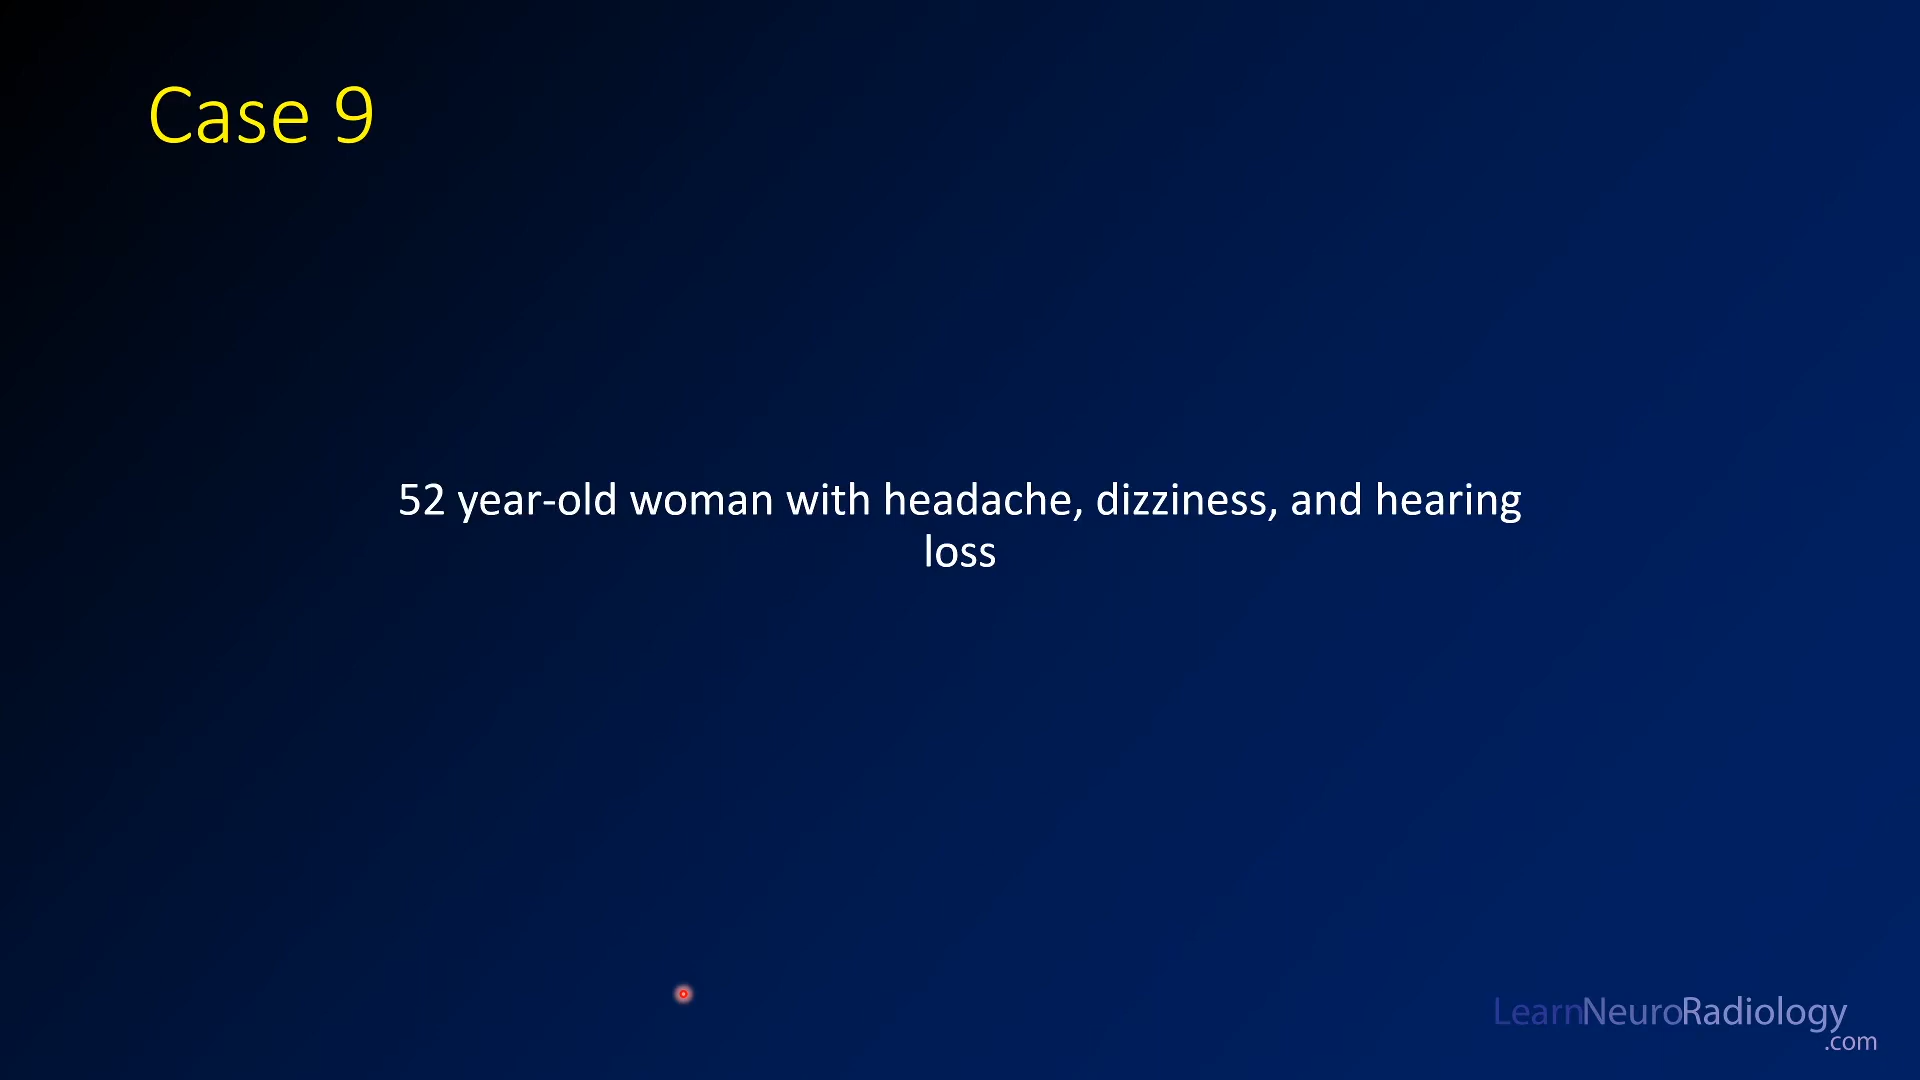 Case 9
52 year-old woman with headache, dizziness, and hearing
loss
LearnNeuroRadiology
.com